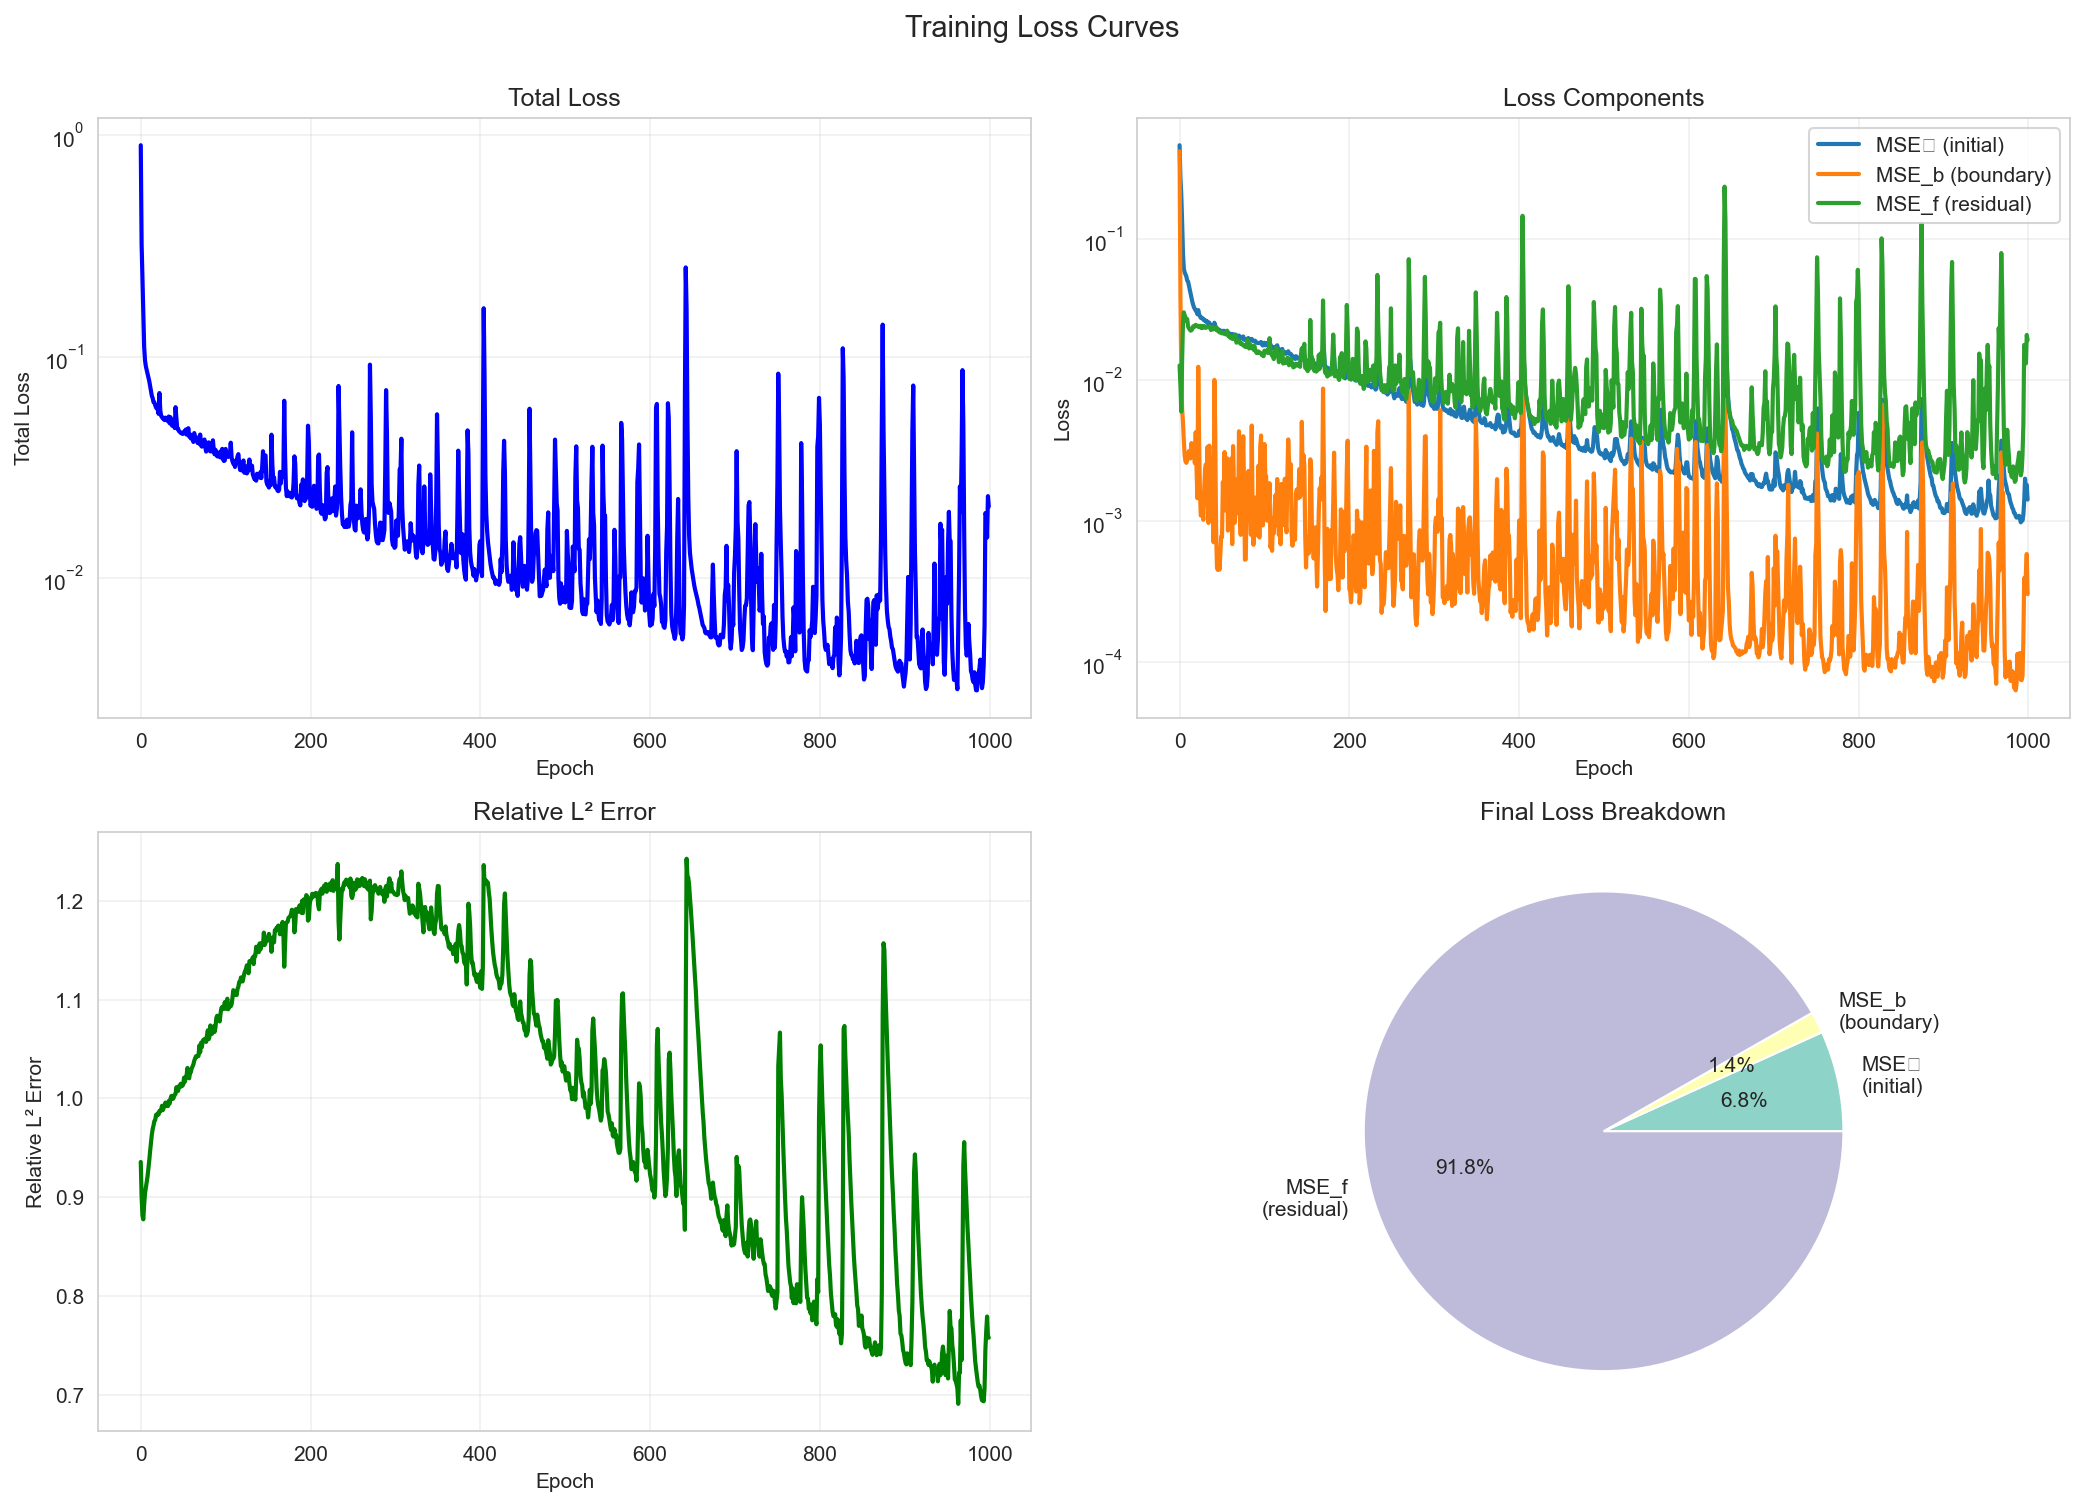 Training Loss Curves
Total Loss
10⁰
10⁻¹
10⁻²
Total Loss
0 200 400 600 800 1000
Epoch
Loss Components
MSE□ (initial)
MSE_b (boundary)
MSE_f (residual)
10⁻¹
10⁻²
10⁻³
10⁻⁴
Loss
0 200 400 600 800 1000
Epoch
Relative L² Error
1.2
1.1
1.0
0.9
0.8
0.7
Relative L² Error
0 200 400 600 800 1000
Epoch
Final Loss Breakdown
MSE_b
(boundary)
1.4%
MSE□
(initial)
6.8%
91.8%
MSE_f
(residual)